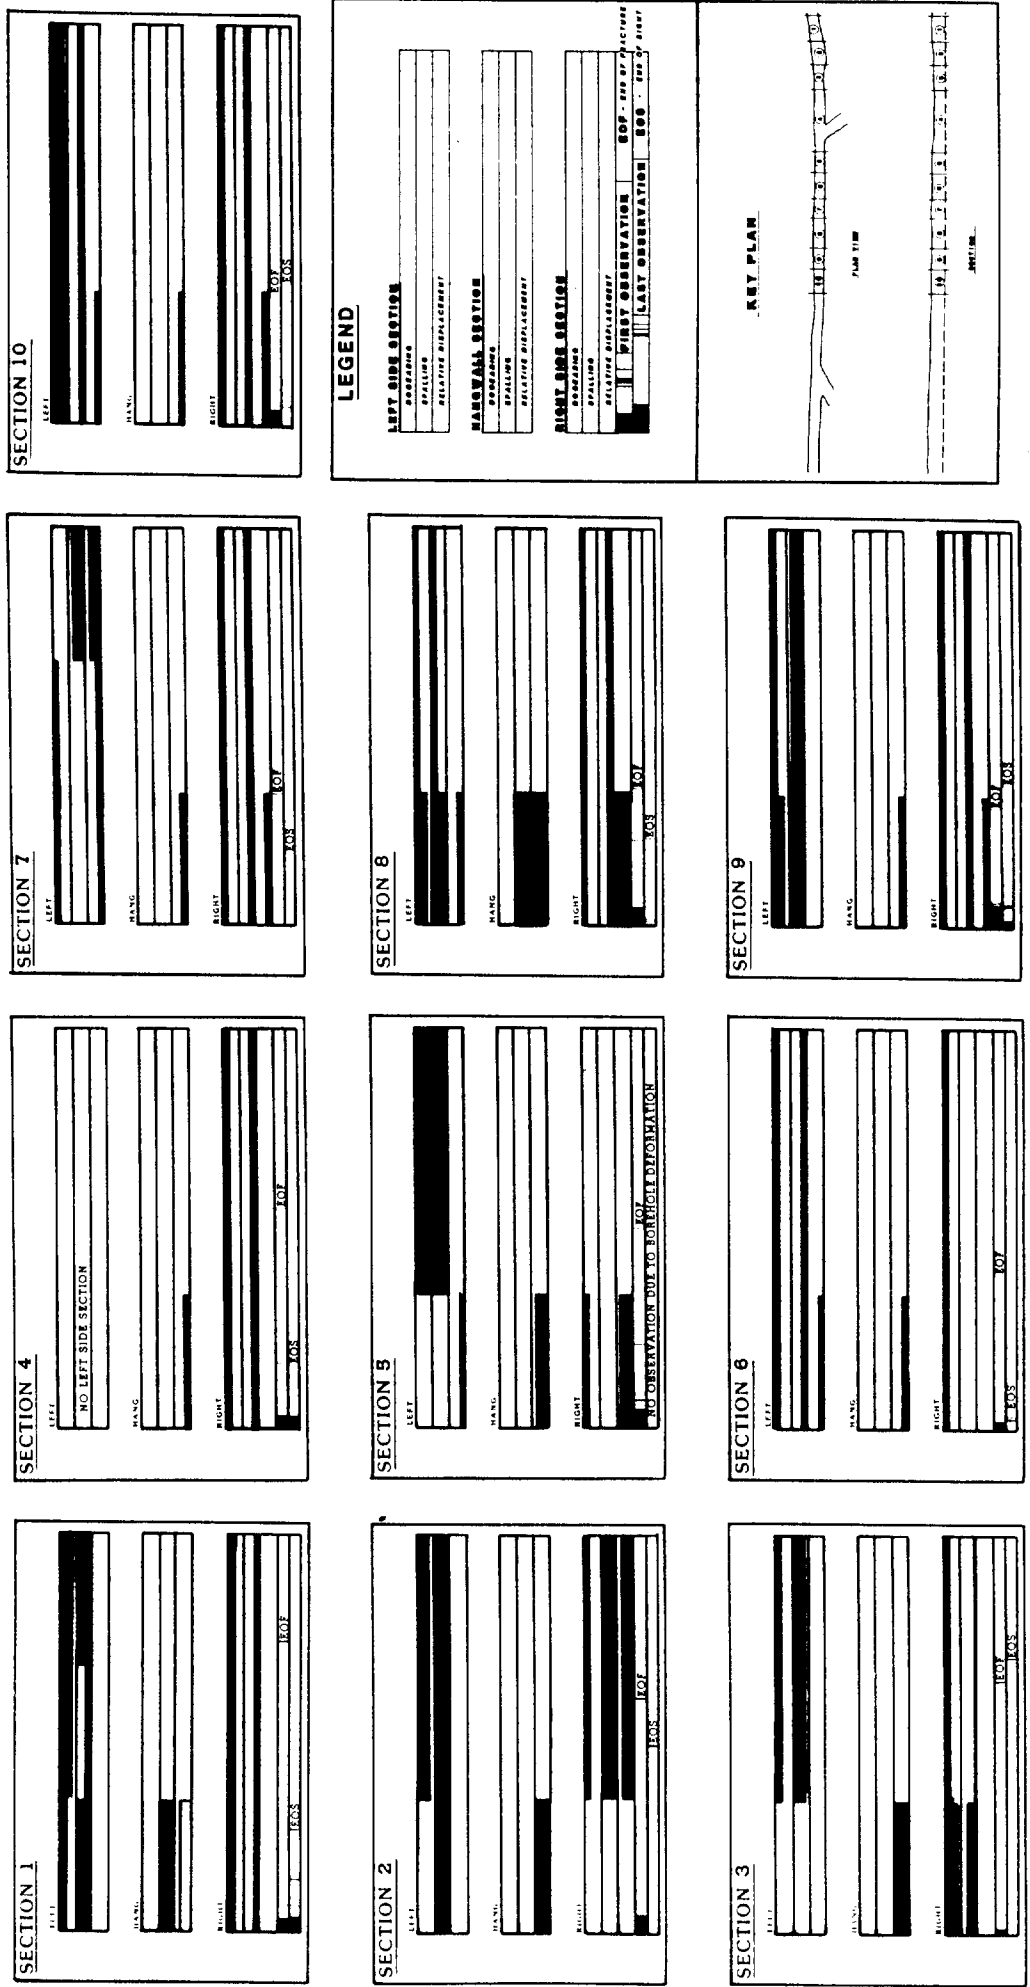 SECTION 1
LEFT
HANG
RIGHT
EOF
EOS
SECTION 2
LEFT
HANG
RIGHT
EOF
EOS
SECTION 3
LEFT
HANG
RIGHT
EOF
EOS
SECTION 4
LEFT
NO LEFT SIDE SECTION
HANG
RIGHT
EOF
EOS
SECTION 5
LEFT
HANG
RIGHT
EOF
NO OBSERVATION DUE TO BOREHOLE DEFORMATION
SECTION 6
LEFT
HANG
RIGHT
EOF
EOS
SECTION 7
LEFT
HANG
RIGHT
EOF
EOS
SECTION 8
LEFT
HANG
RIGHT
EOF
EOS
SECTION 9
LEFT
HANG
RIGHT
EOF
EOS
SECTION 10
LEFT
HANG
RIGHT
EOF
EOS
LEGEND
LEFT SIDE SECTION
DOGEARING
SPALLING
RELATIVE DISPLACEMENT
HANGWALL SECTION
DOGEARING
SPALLING
RELATIVE DISPLACEMENT
RIGHT SIDE SECTION
DOGEARING
SPALLING
RELATIVE DISPLACEMENT
FIRST OBSERVATION EOF - END OF FRACTURE
LAST OBSERVATION EOS - END OF SIGHT
KEY PLAN
PLAN VIEW
SECTION